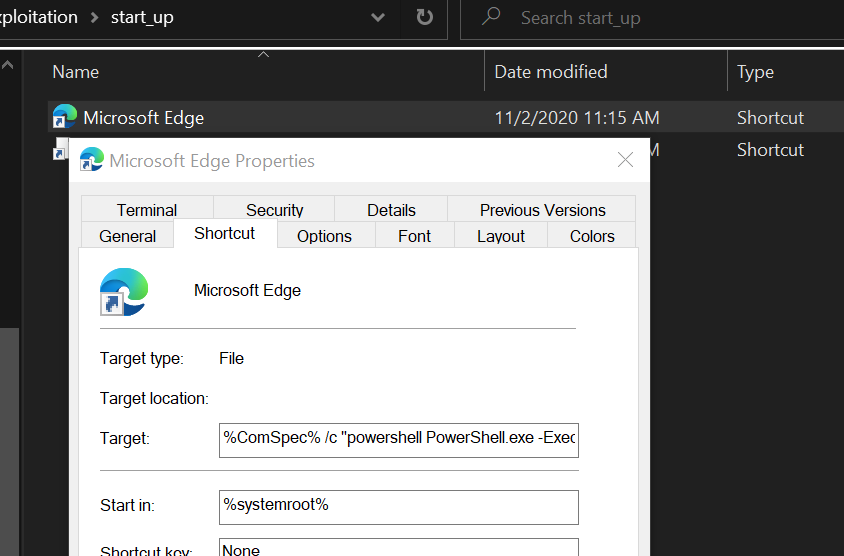 xploitation > start_up
Search start_up
Name
Date modified
Type
Microsoft Edge
11/2/2020 11:15 AM
Shortcut
M
Shortcut
Microsoft Edge Properties
Terminal
Security
Details
Previous Versions
General
Shortcut
Options
Font
Layout
Colors
Microsoft Edge
Target type:
File
Target location:
Target:
%ComSpec% /c "powershell PowerShell.exe -Exec
Start in:
%systemroot%
Shortcut key:
None